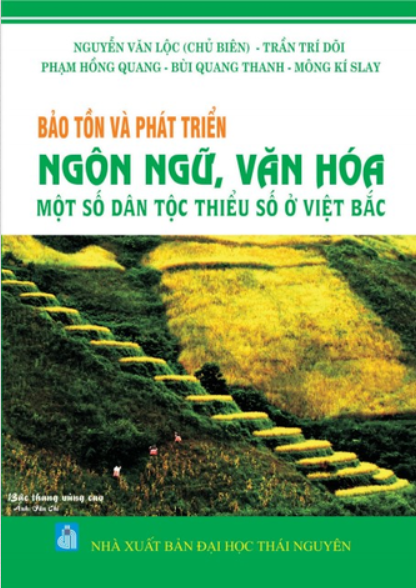 NGUYỄN VĂN LỘC (CHỦ BIÊN) - TRẦN TRÍ DÕI
PHẠM HỒNG QUANG - BÙI QUANG THANH - MÔNG KÍ SLAY
BẢO TỒN VÀ PHÁT TRIỂN
NGÔN NGỮ, VĂN HÓA
MỘT SỐ DÂN TỘC THIỂU SỐ Ở VIỆT BẮC
Bậc thang vùng cao
NHÀ XUẤT BẢN ĐẠI HỌC THÁI NGUYÊN